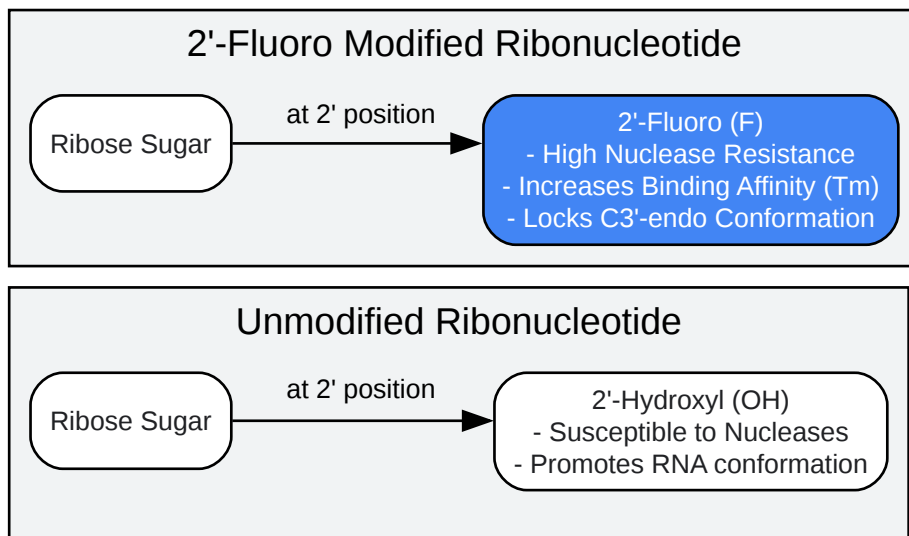 2'-Fluoro Modified Ribonucleotide
Ribose Sugar
at 2' position
2'-Fluoro (F)
- High Nuclease Resistance
- Increases Binding Affinity (Tm)
- Locks C3'-endo Conformation
Unmodified Ribonucleotide
Ribose Sugar
at 2' position
2'-Hydroxyl (OH)
- Susceptible to Nucleases
- Promotes RNA conformation